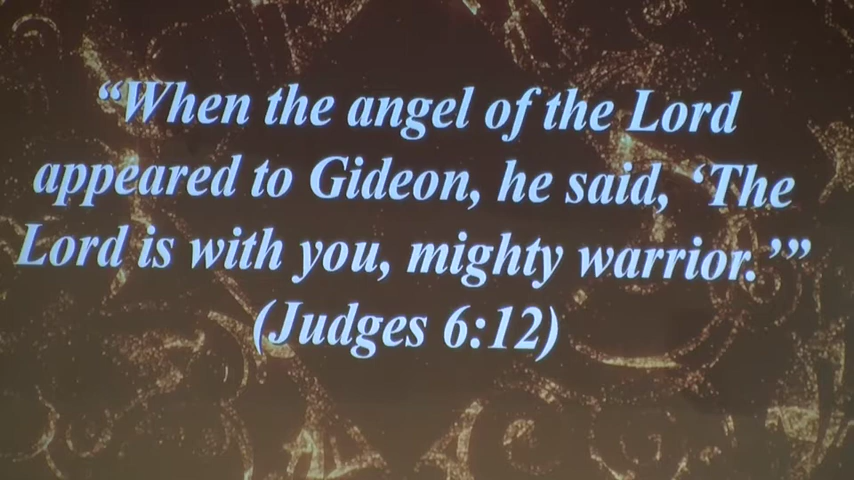 “When the angel of the Lord
appeared to Gideon, he said, ‘The
Lord is with you, mighty warrior.’”
(Judges 6:12)